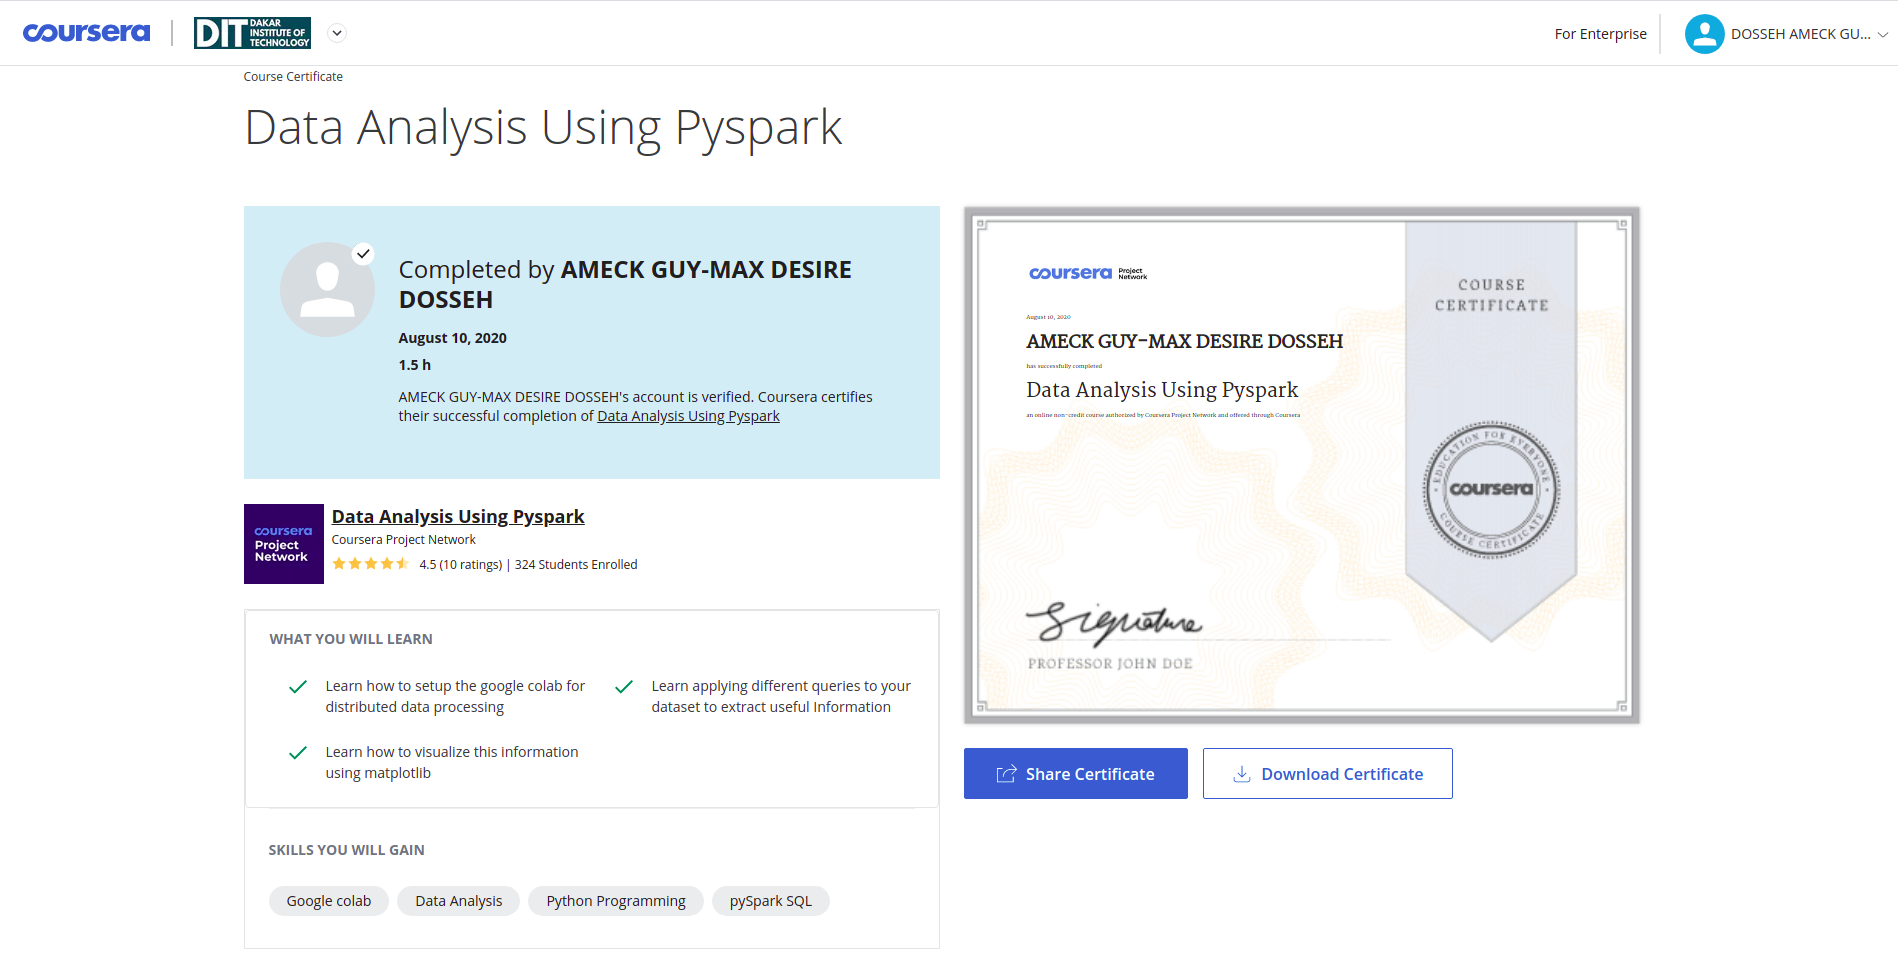 coursera
DIT DAKAR
INSTITUTE OF
TECHNOLOGY
For Enterprise
DOSSEH AMECK GU...
Course Certificate
Data Analysis Using Pyspark
Completed by AMECK GUY-MAX DESIRE
DOSSEH
August 10, 2020
1.5 h
AMECK GUY-MAX DESIRE DOSSEH's account is verified. Coursera certifies
their successful completion of Data Analysis Using Pyspark
coursera
Project
Network
Data Analysis Using Pyspark
Coursera Project Network
4.5 (10 ratings) | 324 Students Enrolled
WHAT YOU WILL LEARN
Learn how to setup the google colab for
distributed data processing
Learn applying different queries to your
dataset to extract useful Information
Learn how to visualize this information
using matplotlib
SKILLS YOU WILL GAIN
Google colab
Data Analysis
Python Programming
pySpark SQL
coursera Project
Network
August 10, 2020
AMECK GUY-MAX DESIRE DOSSEH
has successfully completed
Data Analysis Using Pyspark
an online non-credit course authorized by Coursera Project Network and offered through Coursera
Signature
PROFESSOR JOHN DOE
COURSE
CERTIFICATE
EDUCATION FOR EVERYONE
coursera
COURSE CERTIFICATE
Share Certificate
Download Certificate